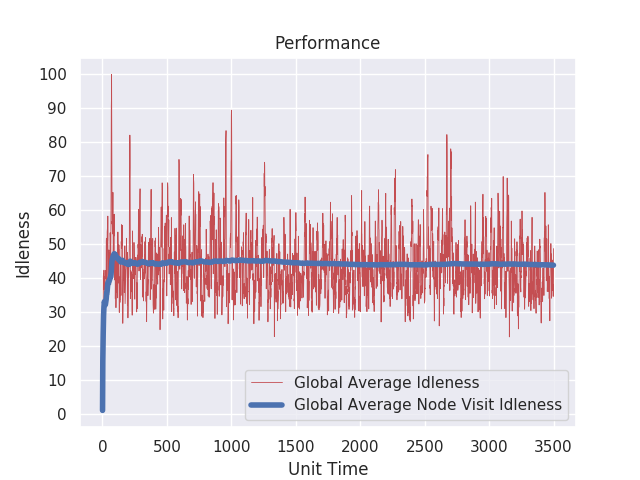 Performance
Idleness
100
90
80
70
60
50
40
30
20
10
0
Global Average Idleness
Global Average Node Visit Idleness
0 500 1000 1500 2000 2500 3000 3500
Unit Time